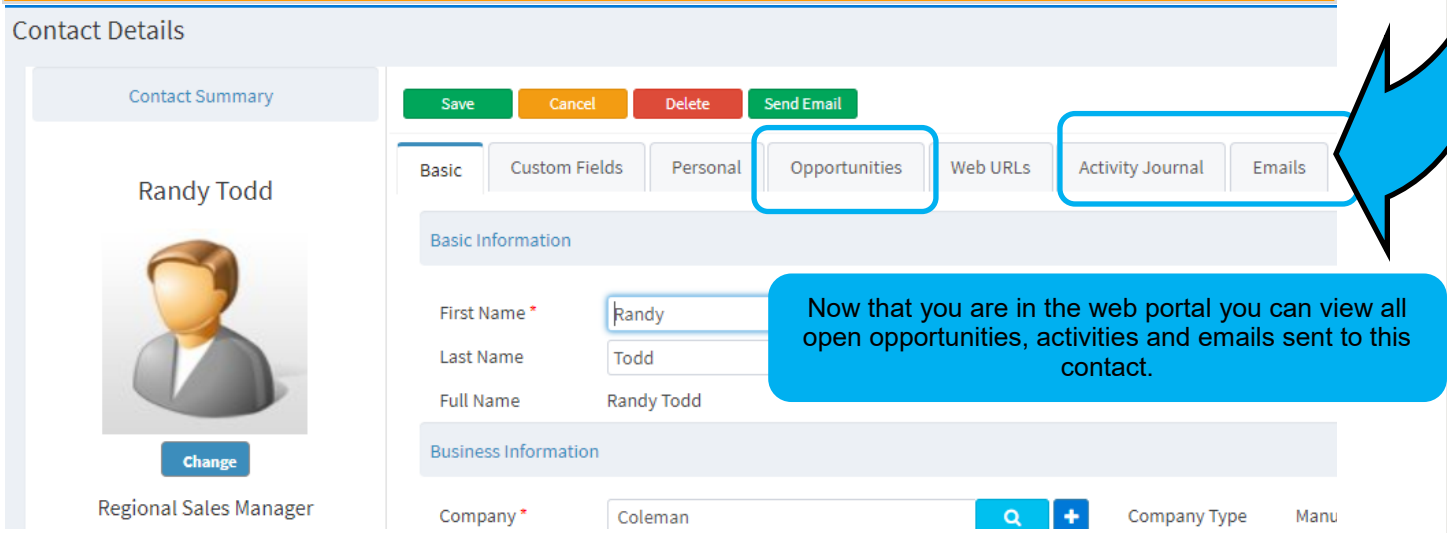 Contact Details
Contact Summary
Randy Todd
Change
Regional Sales Manager
Save Cancel Delete Send Email
Basic Custom Fields Personal Opportunities Web URLs Activity Journal Emails
Basic Information
First Name * Randy
Last Name Todd
Full Name Randy Todd
Now that you are in the web portal you can view all
open opportunities, activities and emails sent to this
contact.
Business Information
Company * Coleman Company Type Manu